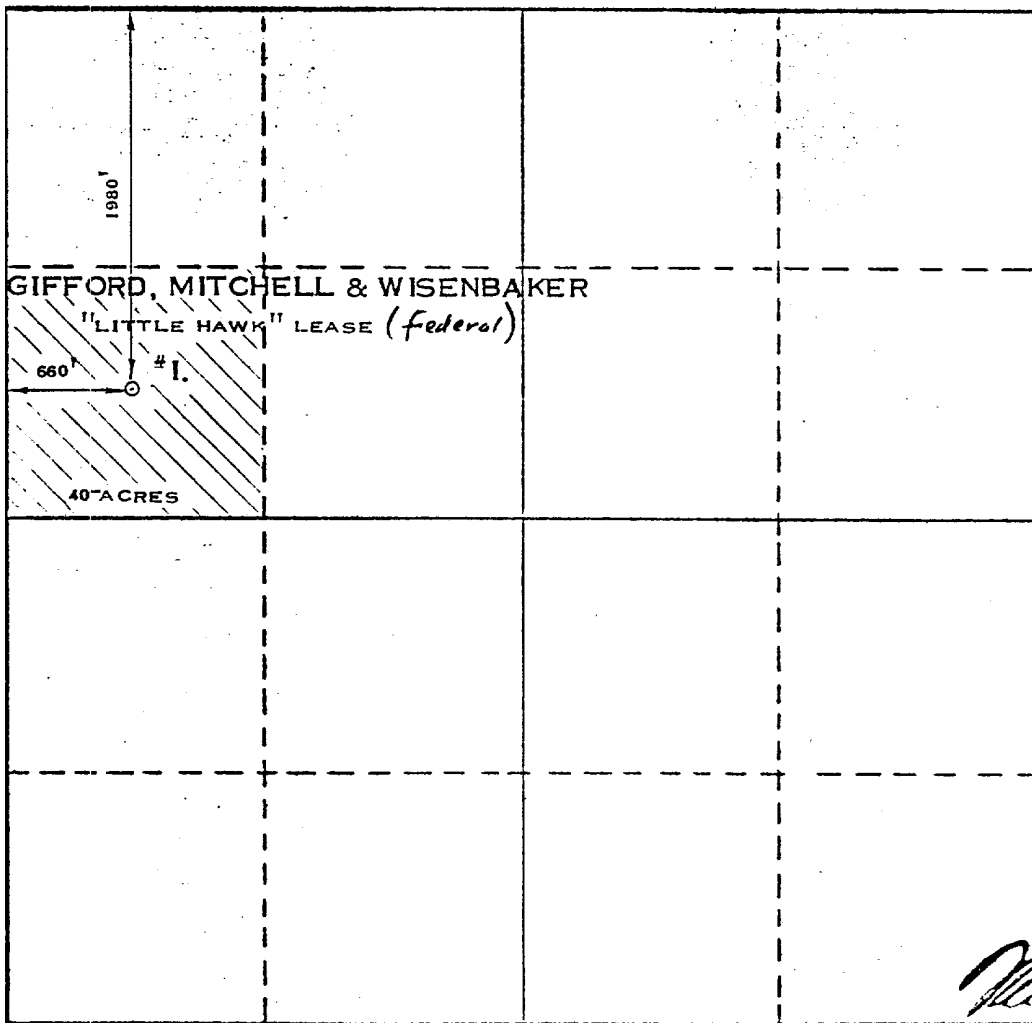 1980'
GIFFORD, MITCHELL & WISENBAKER
"LITTLE HAWK" LEASE (federal)
660' #1.
40-ACRES